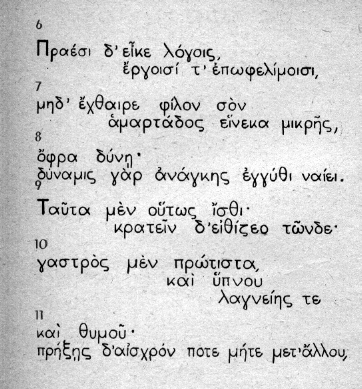 6
Πραέσι δ'εἶκε λόγοις,
ἔργοισί τ' ἐπωφελίμοισι,
7
μηδ' ἔχθαιρε φίλον σὸν
ἁμαρτάδος εἵνεκα μικρῆς,
8
ὄφρα δύνῃ·
δύναμις γὰρ ἀνάγκης ἐγγύθι ναίει.
9
Ταῦτα μὲν οὕτως ἴσθι·
κρατεῖν δ'εἰθίζεο τῶνδε·
10
γαστρὸς μὲν πρώτιστα,
καὶ ὕπνου
λαγνείης τε
11
καὶ θυμοῦ·
πρήξῃς δ'αἰσχρόν ποτε μήτε μετ'ἄλλου,